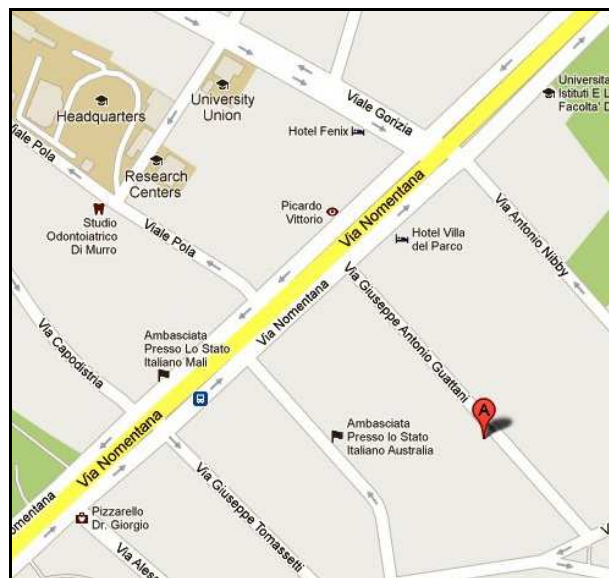 Headquarters
University
Union
Viale Gorizia
Universita
Istituti E L
Facolta' D
Hotel Fenix
Viale Pola
Research
Centers
Studio
Odontoiatrico
Di Murro
Viale Pola
Picardo
Vittorio
Via Nomentana
Hotel Villa
del Parco
Via Antonio Nibby
Via Capodistria
Ambasciata
Presso Lo Stato
Italiano Mali
Via Nomentana
Via Giuseppe Antonio Guattani
A
Ambasciata
Presso lo Stato
Italiano Australia
Via Nomentana
Via Giuseppe Tomassetti
Nomentana
Pizzarello
Dr. Giorgio
Via Aless
V